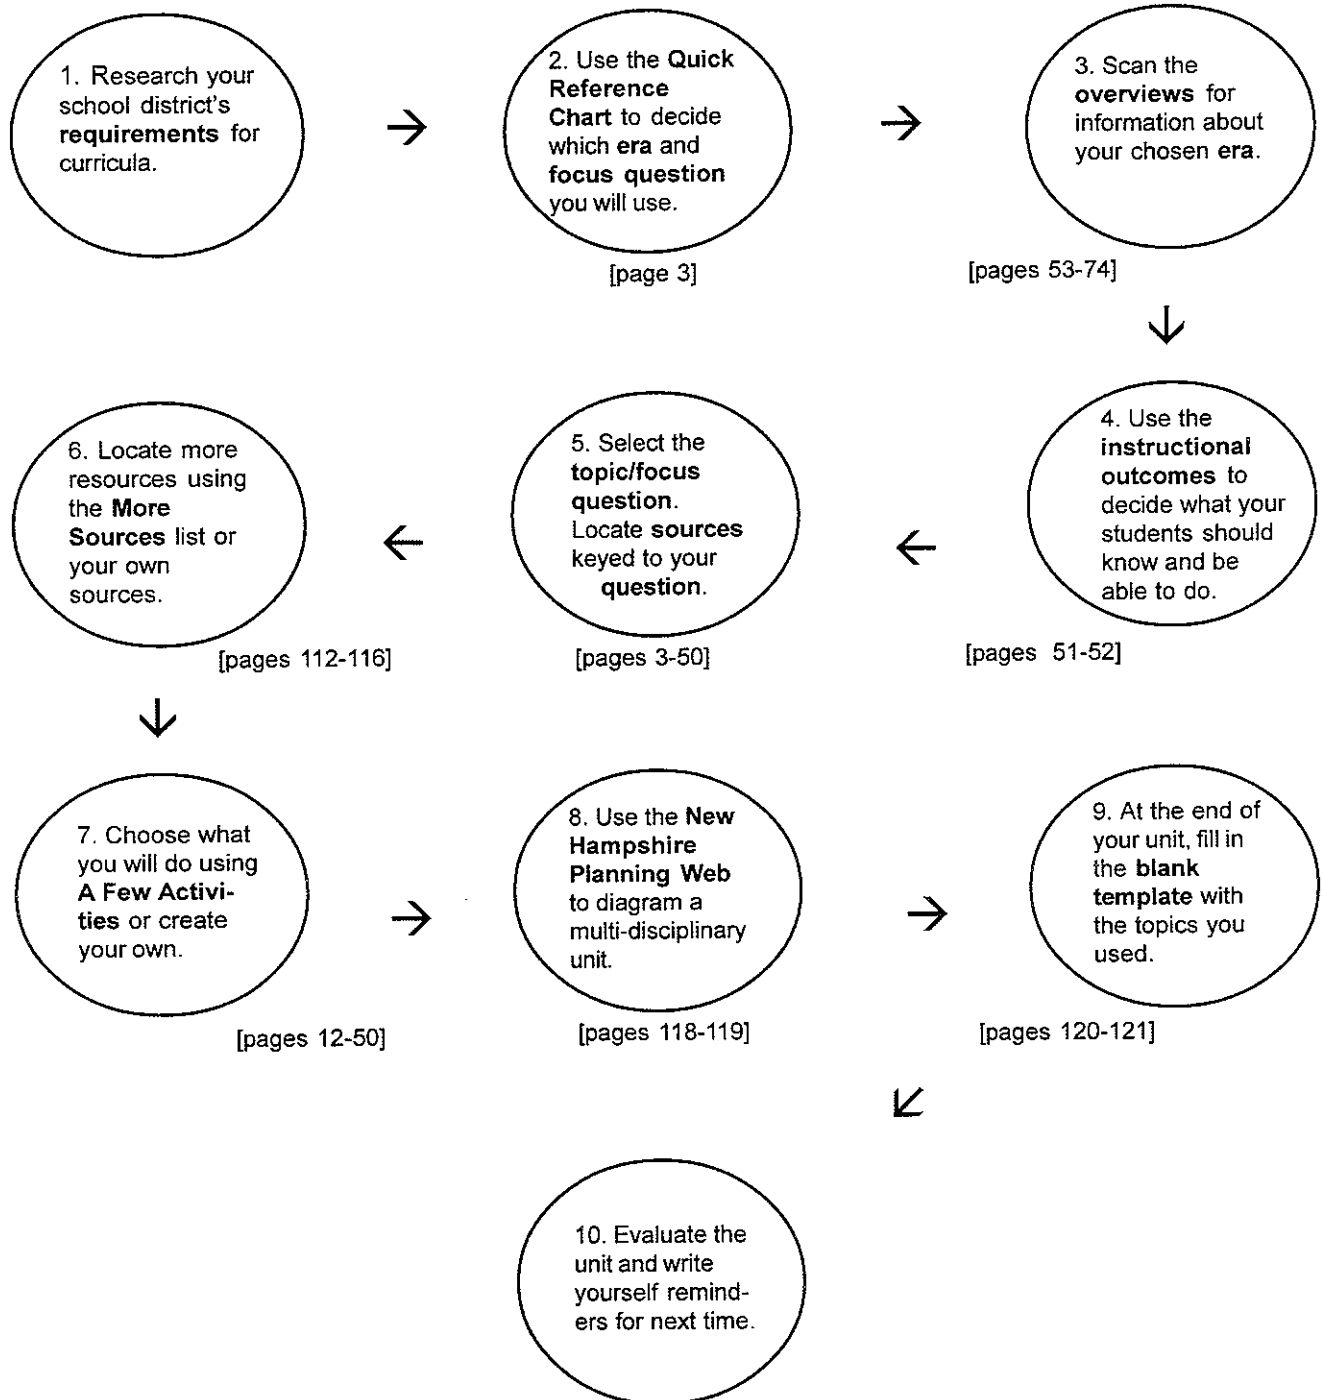 1. Research your
school district's
requirements for
curricula.
2. Use the Quick
Reference
Chart to decide
which era and
focus question
you will use.
[page 3]
3. Scan the
overviews for
information about
your chosen era.
[pages 53-74]
4. Use the
instructional
outcomes to
decide what your
students should
know and be
able to do.
[pages 51-52]
5. Select the
topic/focus
question.
Locate sources
keyed to your
question.
[pages 3-50]
6. Locate more
resources using
the More
Sources list or
your own
sources.
[pages 112-116]
7. Choose what
you will do using
A Few Activi-
ties or create
your own.
[pages 12-50]
8. Use the New
Hampshire
Planning Web
to diagram a
multi-disciplinary
unit.
[pages 118-119]
9. At the end of
your unit, fill in
the blank
template with
the topics you
used.
[pages 120-121]
10. Evaluate the
unit and write
yourself remind-
ers for next time.